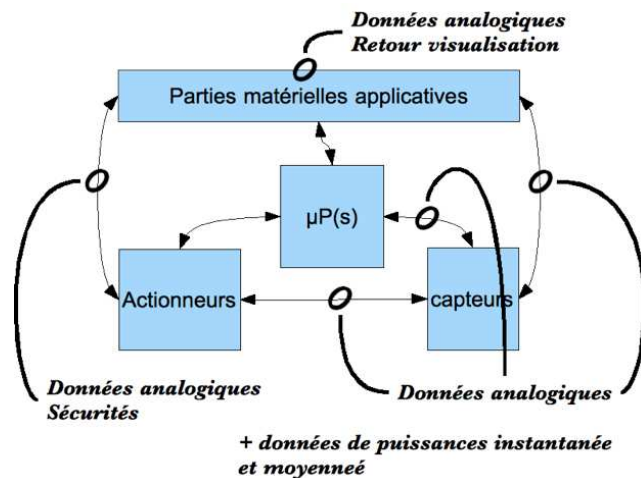 Données analogiques
Retour visualisation
Parties matérielles applicatives
µP(s)
Actionneurs
capteurs
Données analogiques
Sécurités
Données analogiques
+ données de puissances instantanée
et moyenneé